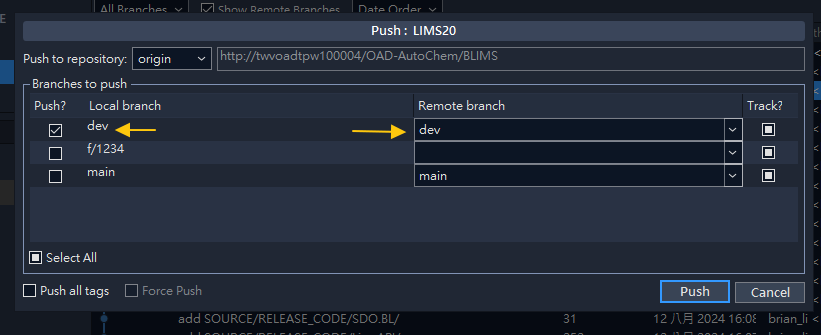 All Branches Show Remote Branches Date Order
Push : LIMS20
Push to repository: origin http://twvoadtpw100004/OAD-AutoChem/BLIMS
Branches to push
Push? Local branch Remote branch Track?
dev dev
f/1234
main main
Select All
Push all tags Force Push Push Cancel
add SOURCE/RELEASE_CODE/SDO.BL/ 31 12 八月 2024 16:08 brian_li